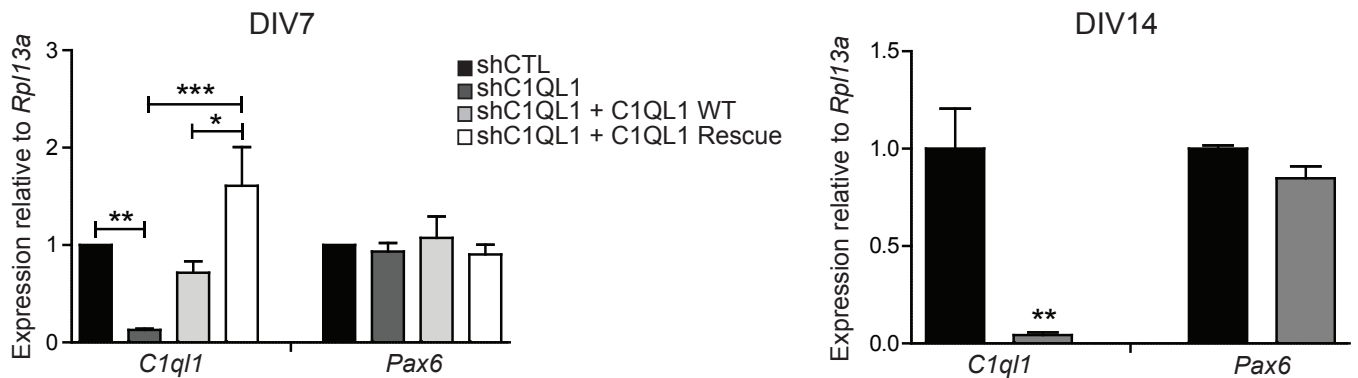 DIV7
Expression relative to Rpl13a
3
2
1
0
***
*
**
shCTL
shC1QL1
shC1QL1 + C1QL1 WT
shC1QL1 + C1QL1 Rescue
C1ql1
Pax6
DIV14
Expression relative to Rpl13a
1.5
1.0
0.5
0.0
**
C1ql1
Pax6